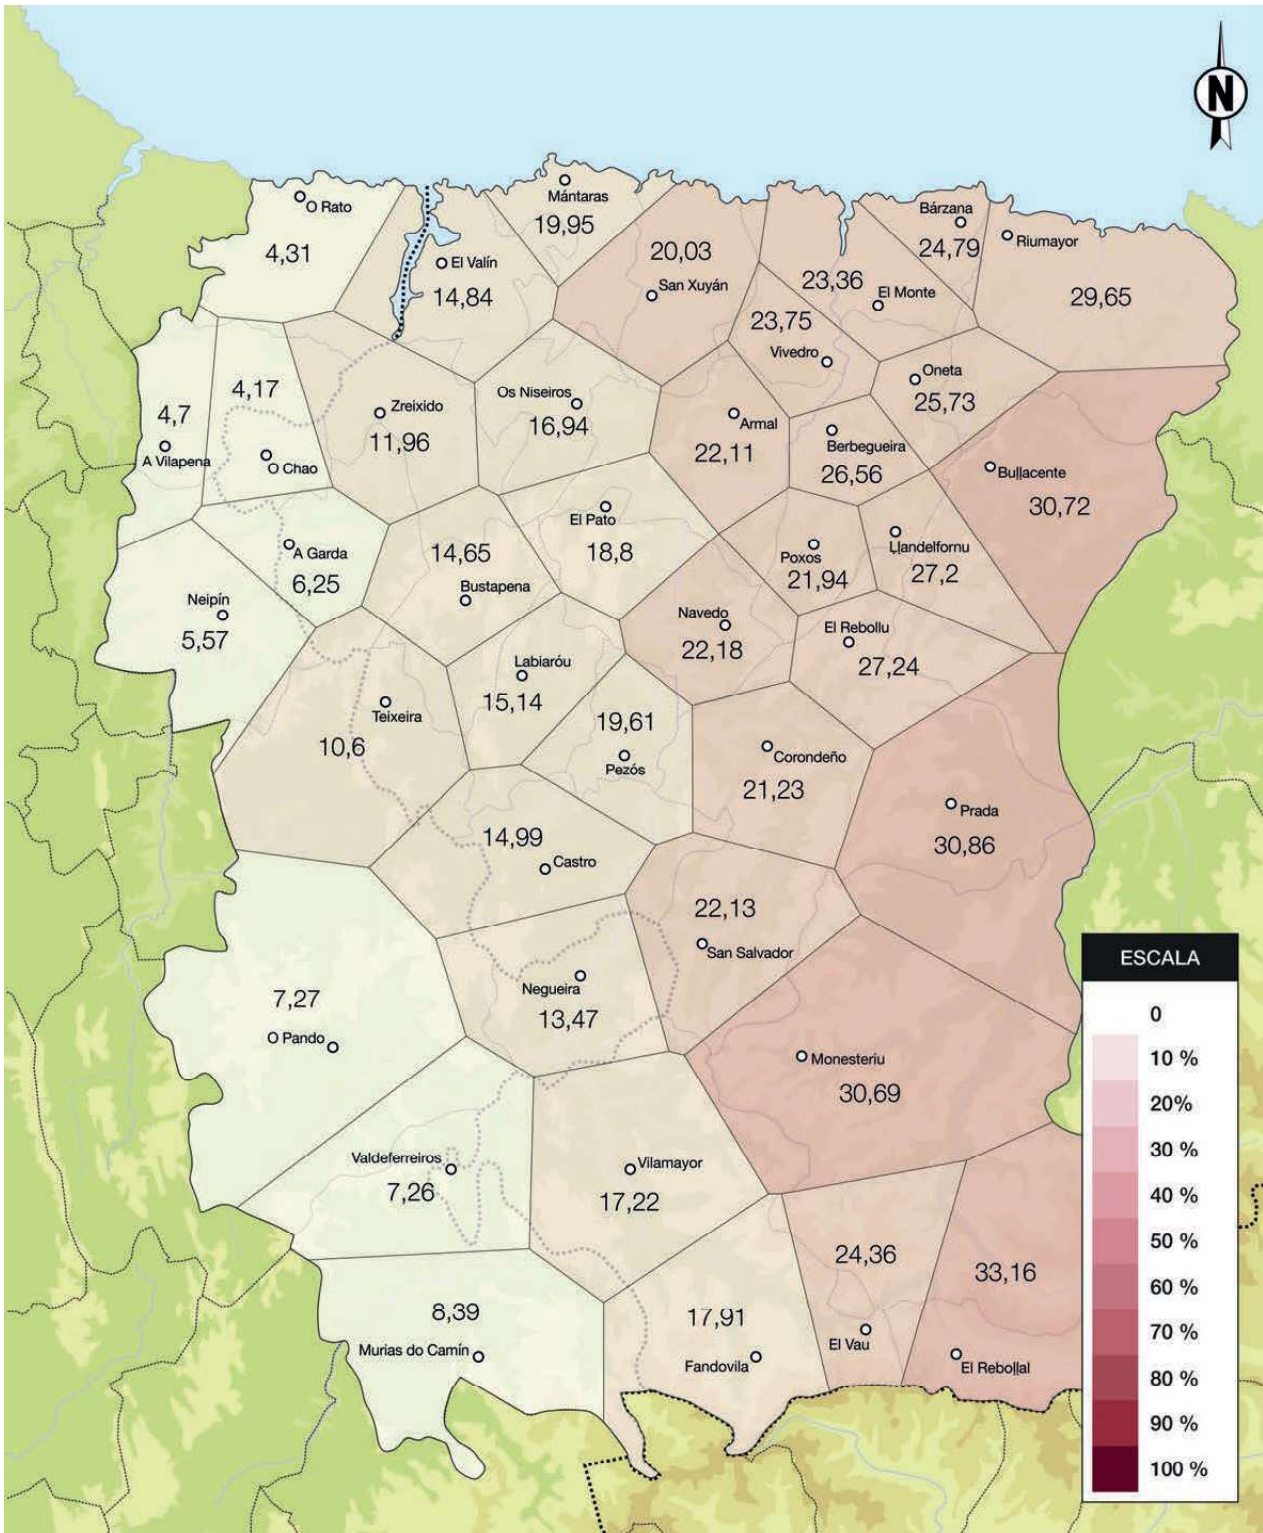 N
Mántaras
19,95
O Rato
4,31
El Valín
14,84
20,03
San Xuyán
Bárzana
24,79
Riumayor
29,65
23,36
El Monte
23,75
Vivedro
Oneta
25,73
4,17
O Chao
4,7
A Vilapena
Zreixido
11,96
Os Niseiros
16,94
Armal
22,11
Berbegueira
26,56
Buḷḷacente
30,72
El Pato
18,8
A Garda
6,25
14,65
Bustapena
Poxos
21,94
Ḷḷandelfornu
27,2
Neipín
5,57
Navedo
22,18
El Rebollu
27,24
Labiaróu
15,14
Teixeira
10,6
19,61
Pezós
Corondeño
21,23
Prada
30,86
14,99
Castro
22,13
San Salvador
Negueira
13,47
7,27
O Pando
Monesteriu
30,69
Valdeferreiros
7,26
Vilamayor
17,22
24,36
El Vau
33,16
El Reboḷḷal
8,39
Murias do Camín
17,91
Fandovila
ESCALA
0
10 %
20%
30 %
40 %
50 %
60 %
70 %
80 %
90 %
100 %